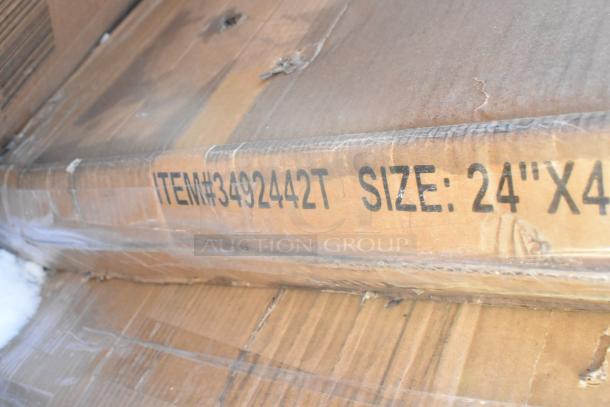 ITEM#3492442T SIZE: 24"X4
AUCTION GROUP